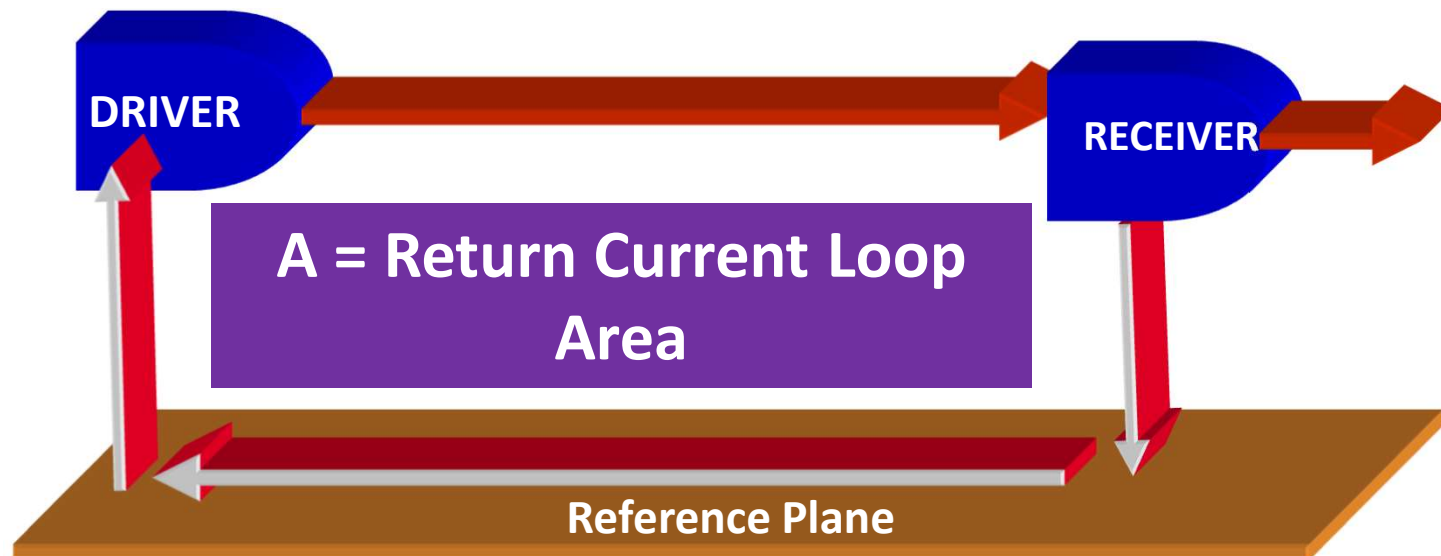 DRIVER
RECEIVER
A = Return Current Loop
Area
Reference Plane